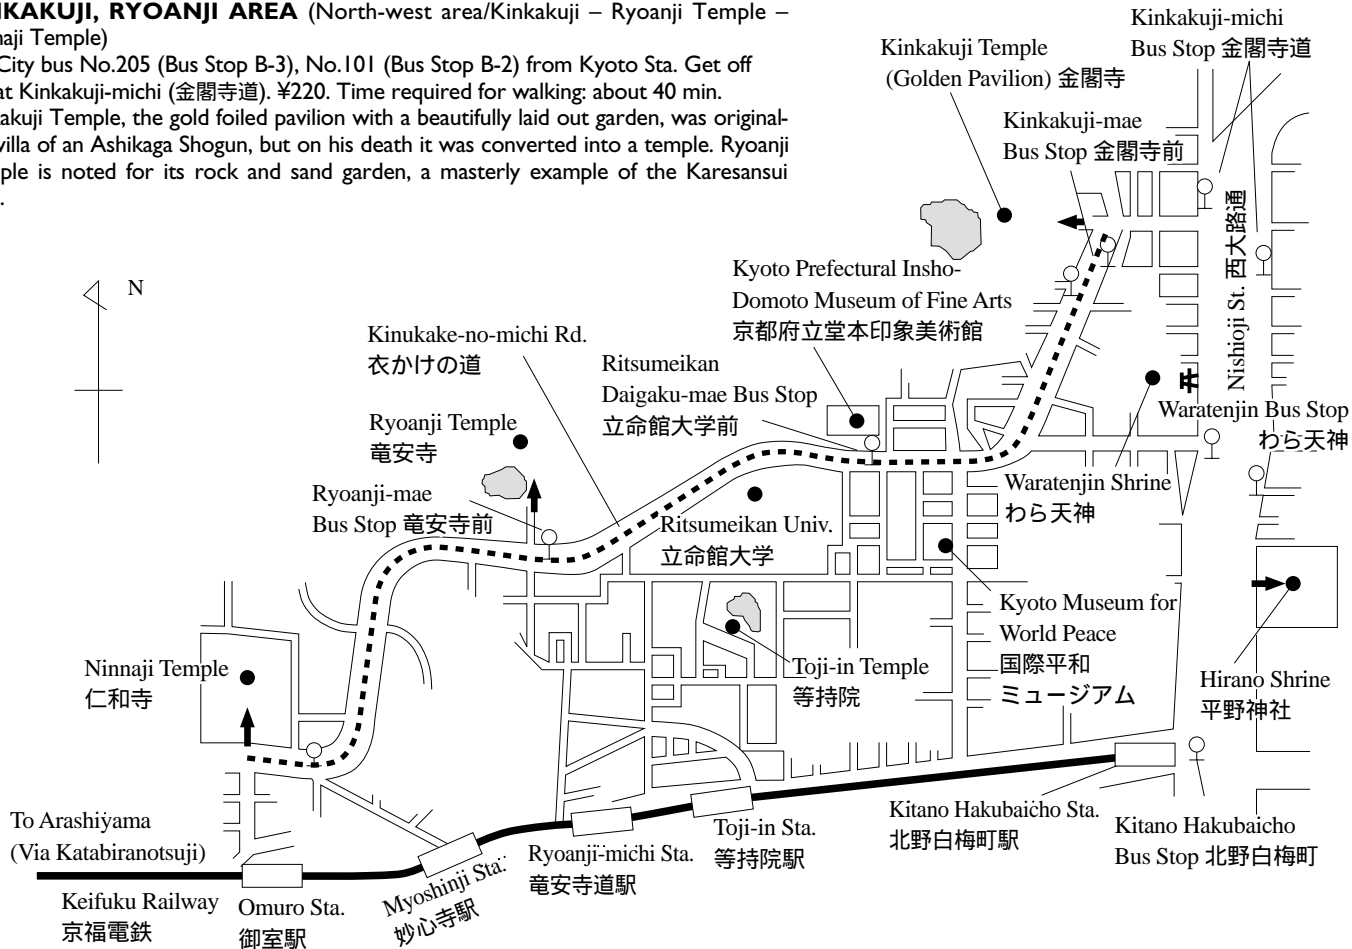 IKAKUJI, RYOANJI AREA (North-west area/Kinkakuji – Ryoanji Temple –
naji Temple)
City bus No.205 (Bus Stop B-3), No.101 (Bus Stop B-2) from Kyoto Sta. Get off
at Kinkakuji-michi (金閣寺道). ¥220. Time required for walking: about 40 min.
akuji Temple, the gold foiled pavilion with a beautifully laid out garden, was original-
villa of an Ashikaga Shogun, but on his death it was converted into a temple. Ryoanji
ple is noted for its rock and sand garden, a masterly example of the Karesansui
.
Kinkakuji-michi
Bus Stop 金閣寺道
Kinkakuji Temple
(Golden Pavilion) 金閣寺
Kinkakuji-mae
Bus Stop 金閣寺前
Nishioji St. 西大路通
N
Kyoto Prefectural Insho-
Domoto Museum of Fine Arts
京都府立堂本印象美術館
Kinukake-no-michi Rd.
衣かけの道
Ritsumeikan
Daigaku-mae Bus Stop
立命館大学前
Ryoanji Temple
竜安寺
Waratenjin Bus Stop
わら天神
Ryoanji-mae
Bus Stop 竜安寺前
Ritsumeikan Univ.
立命館大学
Waratenjin Shrine
わら天神
Kyoto Museum for
World Peace
国際平和
ミュージアム
Ninnaji Temple
仁和寺
Toji-in Temple
等持院
Hirano Shrine
平野神社
To Arashiyama
(Via Katabiranotsuji)
Keifuku Railway
京福電鉄
Omuro Sta.
御室駅
Myoshinji Sta.
妙心寺駅
Ryoanji-michi Sta.
竜安寺道駅
Toji-in Sta.
等持院駅
Kitano Hakubaicho Sta.
北野白梅町駅
Kitano Hakubaicho
Bus Stop 北野白梅町